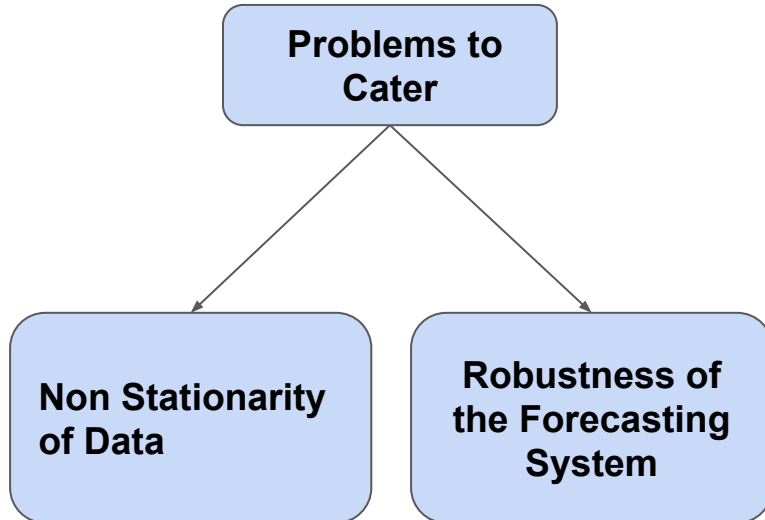 Problems to
Cater
Non Stationarity
of Data
Robustness of
the Forecasting
System